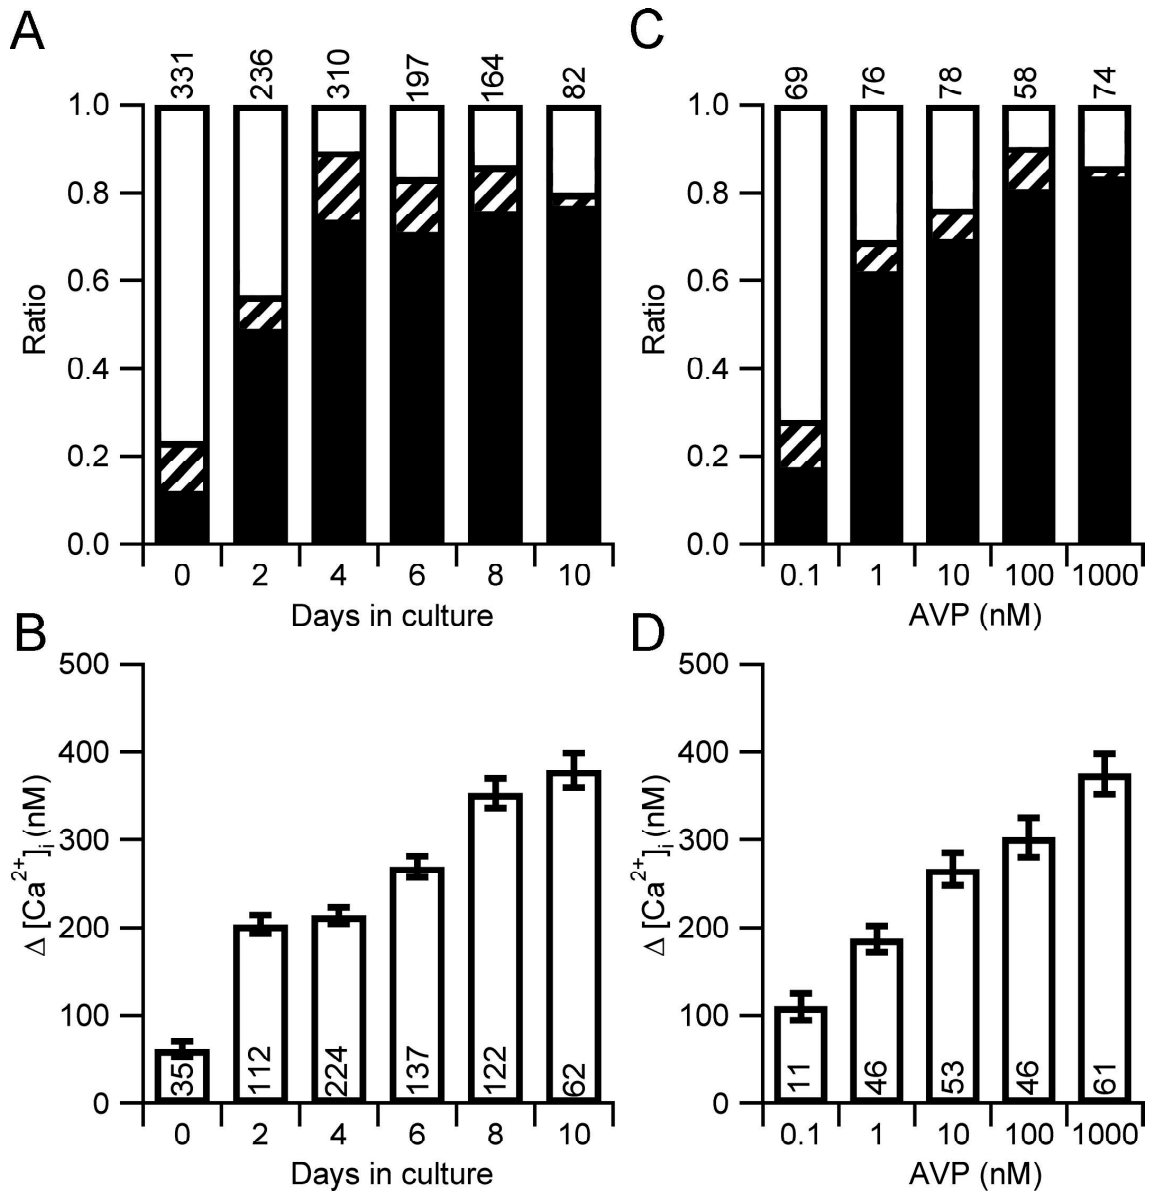 A
331 236 310 197 164 82
1.0
0.8
0.6
0.4
0.2
0.0
Ratio
0 2 4 6 8 10
Days in culture
C
69 76 78 58 74
1.0
0.8
0.6
0.4
0.2
0.0
Ratio
0.1 1 10 100 1000
AVP (nM)
B
500
400
300
200
100
0
Δ [Ca²⁺]ᵢ (nM)
35 112 224 137 122 62
0 2 4 6 8 10
Days in culture
D
500
400
300
200
100
0
Δ [Ca²⁺]ᵢ (nM)
11 46 53 46 61
0.1 1 10 100 1000
AVP (nM)